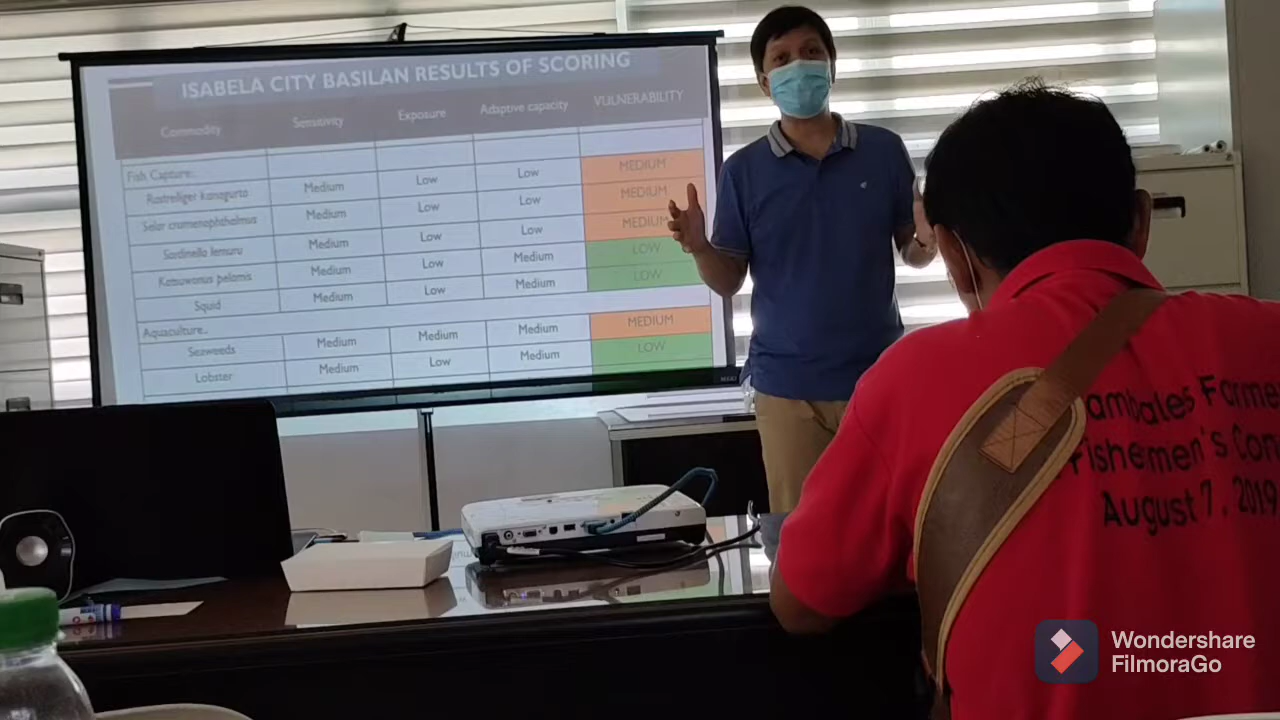 ISABELA CITY BASILAN RESULTS OF SCORING
Commodity Sensitivity Exposure Adaptive capacity VULNERABILITY
Fish Capture:. MEDIUM
Rastrelliger kanagurta Medium Low Low MEDIUM
Selar crumenophthalmus Medium Low Low MEDIUM
Sardinella lemuru Medium Low Low LOW
Katsuwonus pelamis Medium Low Medium LOW
Squid Medium Low Medium
Aquaculture:. MEDIUM
Seaweeds Medium Medium Medium LOW
Lobster Medium Low Medium
ambales Farme
Fishemen's Con
August 7, 2019
Wondershare
FilmoraGo